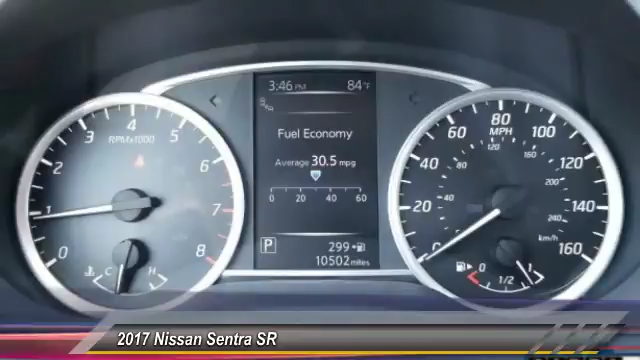 3:46 PM 84°F
Fuel Economy
Average 30.5 mpg
0 20 40 60
P 299
10502 miles
RPMx1000
0 1 2 3 4 5 6 7 8
C H
MPH
0 20 40 60 80 100 120 140 160
40 80 120 160 200 240
km/h
0 1/2 1
2017 Nissan Sentra SR